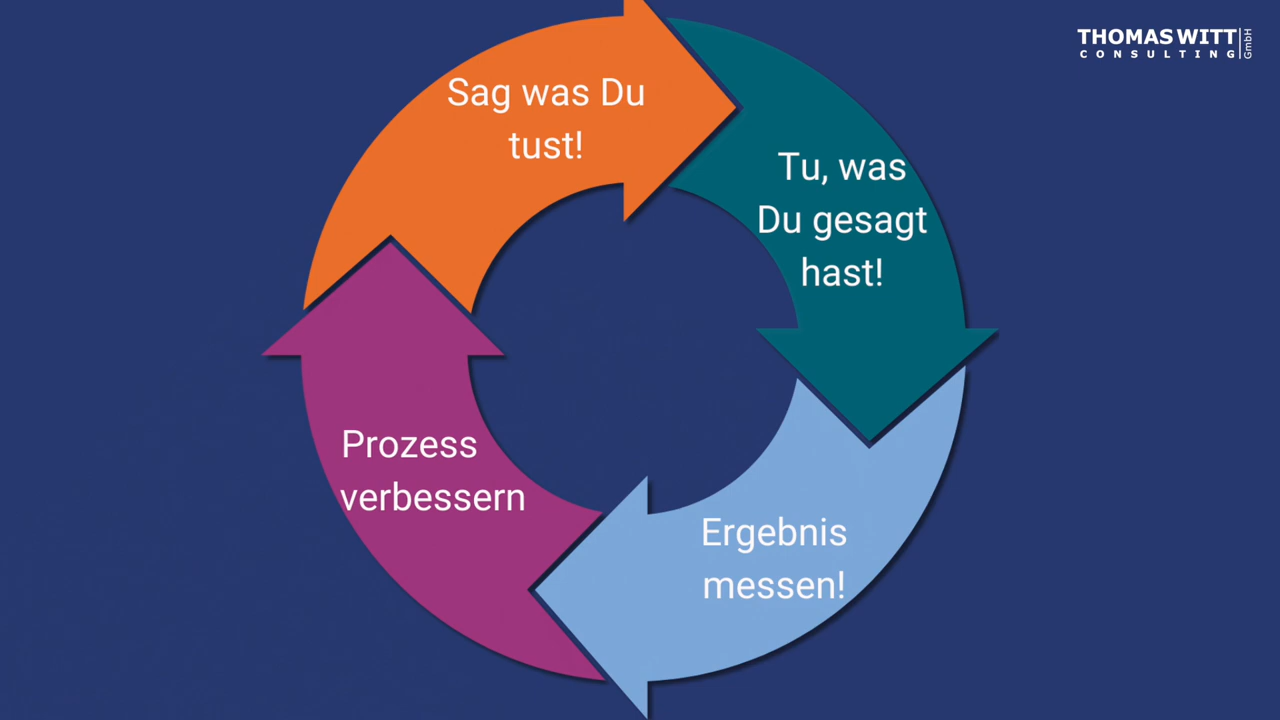 THOMAS WITT
CONSULTING
GmbH
Sag was Du
tust!
Tu, was
Du gesagt
hast!
Ergebnis
messen!
Prozess
verbessern